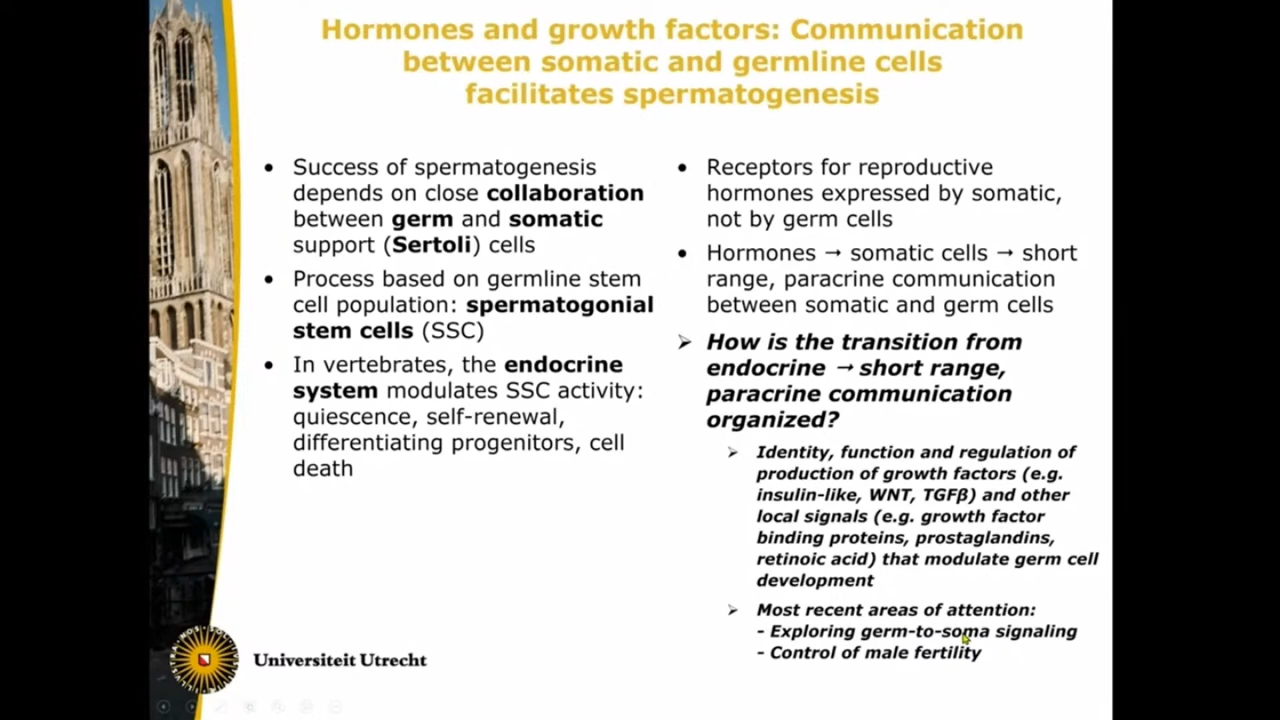 Hormones and growth factors: Communication
between somatic and germline cells
facilitates spermatogenesis
• Success of spermatogenesis
depends on close collaboration
between germ and somatic
support (Sertoli) cells
• Process based on germline stem
cell population: spermatogonial
stem cells (SSC)
• In vertebrates, the endocrine
system modulates SSC activity:
quiescence, self-renewal,
differentiating progenitors, cell
death
• Receptors for reproductive
hormones expressed by somatic,
not by germ cells
• Hormones → somatic cells → short
range, paracrine communication
between somatic and germ cells
➢ How is the transition from
endocrine → short range,
paracrine communication
organized?
➢ Identity, function and regulation of
production of growth factors (e.g.
insulin-like, WNT, TGFβ) and other
local signals (e.g. growth factor
binding proteins, prostaglandins,
retinoic acid) that modulate germ cell
development
➢ Most recent areas of attention:
- Exploring germ-to-soma signaling
- Control of male fertility
Universiteit Utrecht